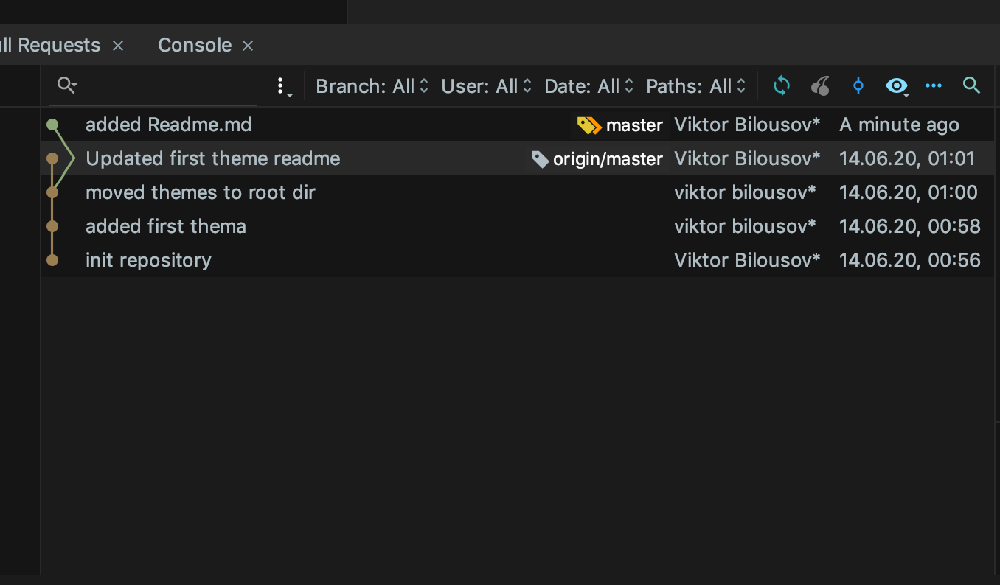 ll Requests × Console ×
Branch: All User: All Date: All Paths: All
added Readme.md master Viktor Bilousov* A minute ago
Updated first theme readme origin/master Viktor Bilousov* 14.06.20, 01:01
moved themes to root dir viktor bilousov* 14.06.20, 01:00
added first thema viktor bilousov* 14.06.20, 00:58
init repository Viktor Bilousov* 14.06.20, 00:56